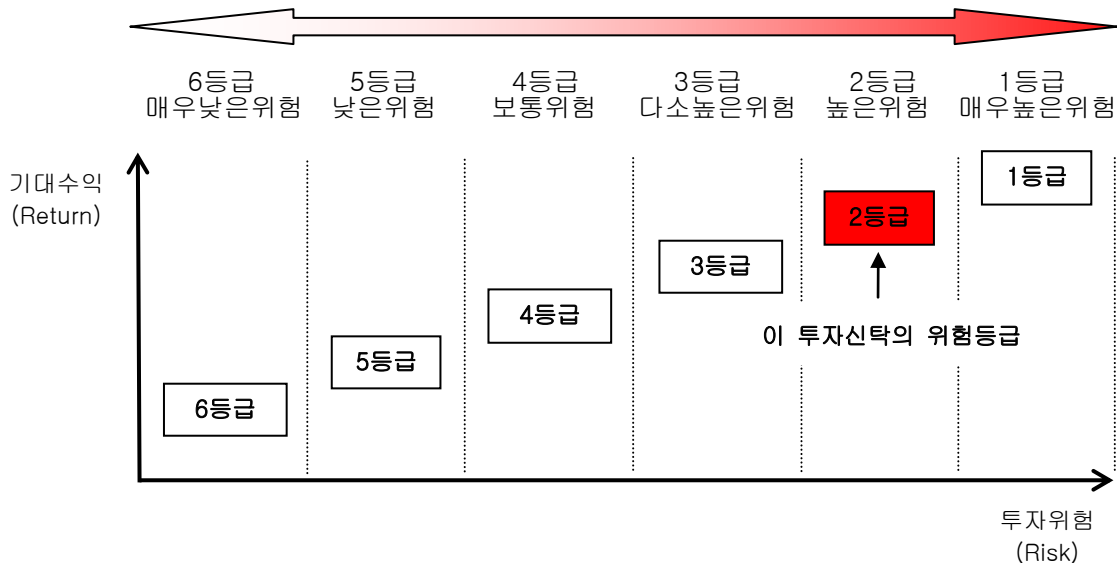 6등급 5등급 4등급 3등급 2등급 1등급
매우낮은위험 낮은위험 보통위험 다소높은위험 높은위험 매우높은위험
기대수익
(Return)
1등급
2등급
3등급
4등급
이 투자신탁의 위험등급
5등급
6등급
투자위험
(Risk)